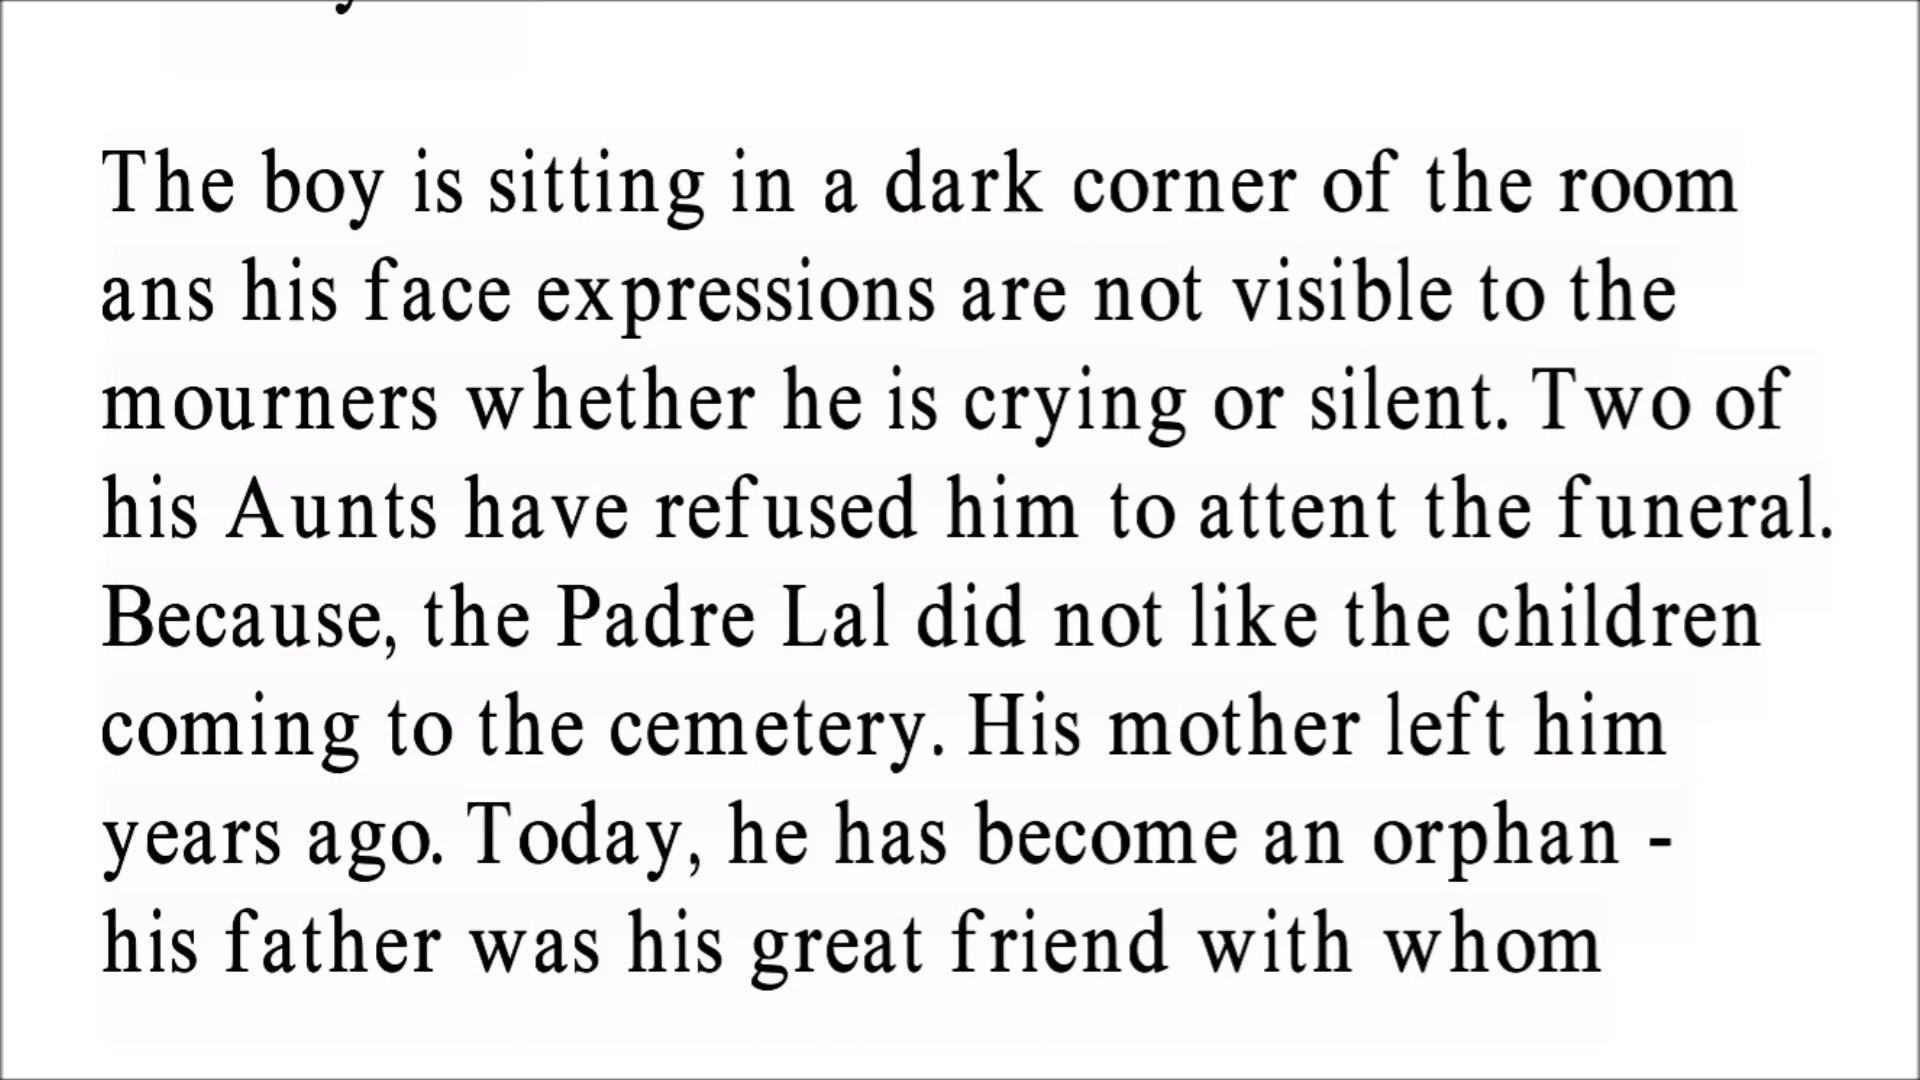 The boy is sitting in a dark corner of the room
ans his face expressions are not visible to the
mourners whether he is crying or silent. Two of
his Aunts have refused him to attent the funeral.
Because, the Padre Lal did not like the children
coming to the cemetery. His mother left him
years ago. Today, he has become an orphan -
his father was his great friend with whom